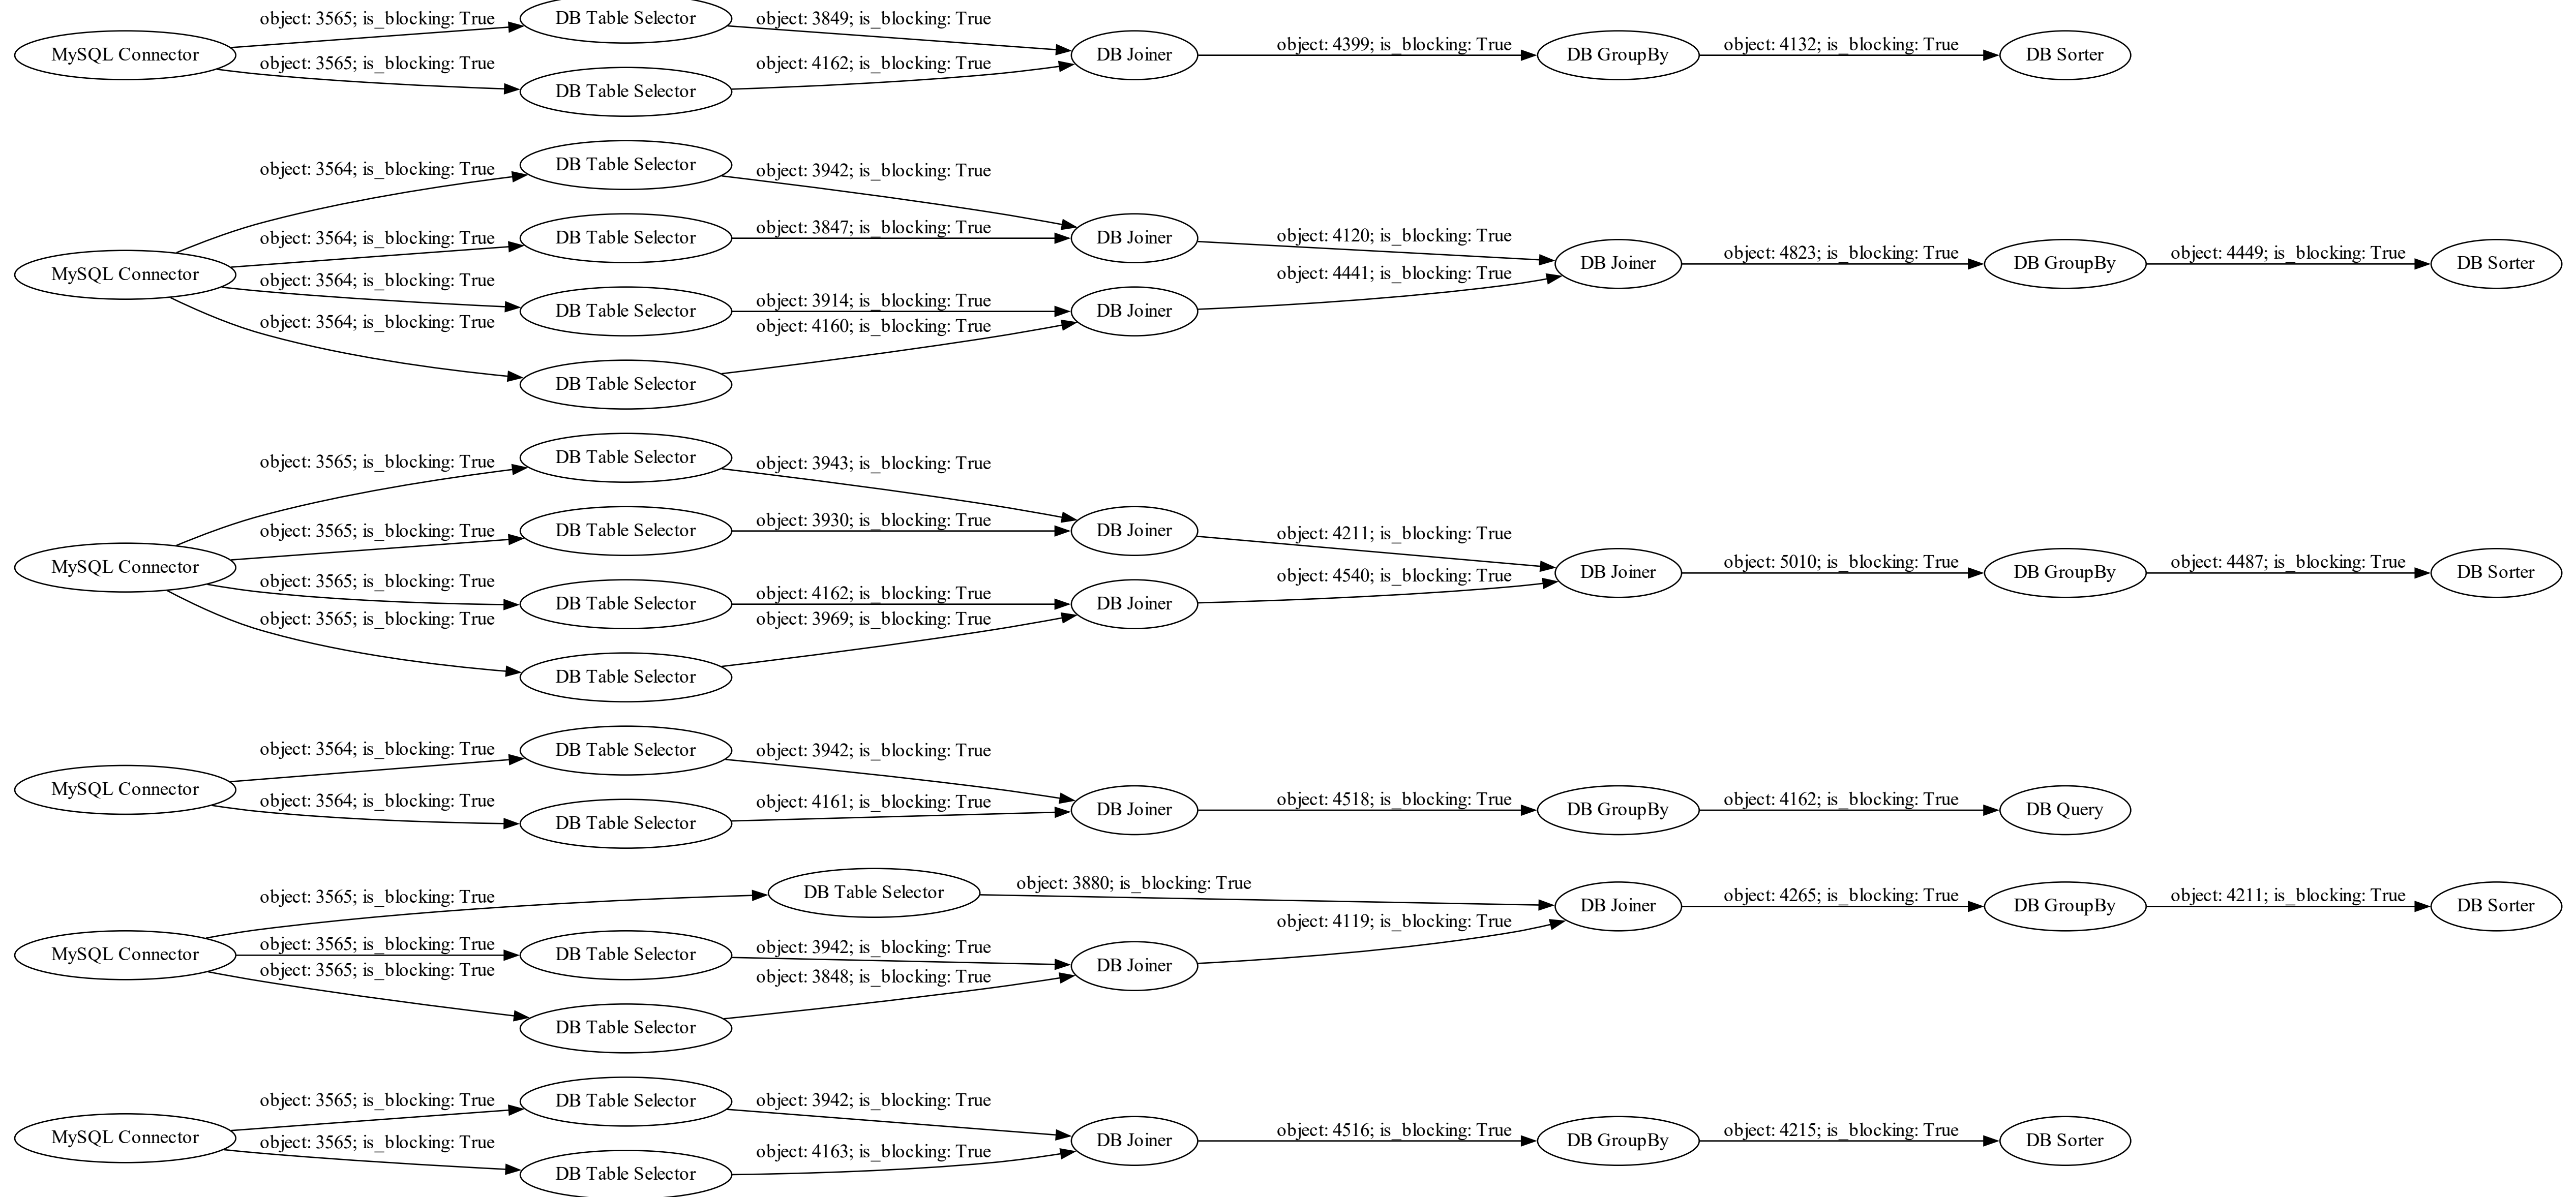 object: 3565; is_blocking: True
DB Table Selector
object: 3849; is_blocking: True
MySQL Connector
object: 3565; is_blocking: True
DB Table Selector
object: 4162; is_blocking: True
DB Joiner
object: 4399; is_blocking: True
DB GroupBy
object: 4132; is_blocking: True
DB Sorter
object: 3564; is_blocking: True
DB Table Selector
object: 3942; is_blocking: True
object: 3564; is_blocking: True
DB Table Selector
object: 3847; is_blocking: True
DB Joiner
object: 4120; is_blocking: True
MySQL Connector
object: 3564; is_blocking: True
DB Table Selector
object: 3914; is_blocking: True
DB Joiner
object: 4441; is_blocking: True
DB Joiner
object: 4823; is_blocking: True
DB GroupBy
object: 4449; is_blocking: True
DB Sorter
object: 3564; is_blocking: True
DB Table Selector
object: 4160; is_blocking: True
object: 3565; is_blocking: True
DB Table Selector
object: 3943; is_blocking: True
object: 3565; is_blocking: True
DB Table Selector
object: 3930; is_blocking: True
DB Joiner
object: 4211; is_blocking: True
MySQL Connector
object: 3565; is_blocking: True
DB Table Selector
object: 4162; is_blocking: True
DB Joiner
object: 4540; is_blocking: True
DB Joiner
object: 5010; is_blocking: True
DB GroupBy
object: 4487; is_blocking: True
DB Sorter
object: 3565; is_blocking: True
DB Table Selector
object: 3969; is_blocking: True
object: 3564; is_blocking: True
DB Table Selector
object: 3942; is_blocking: True
MySQL Connector
object: 3564; is_blocking: True
DB Table Selector
object: 4161; is_blocking: True
DB Joiner
object: 4518; is_blocking: True
DB GroupBy
object: 4162; is_blocking: True
DB Query
object: 3565; is_blocking: True
DB Table Selector
object: 3880; is_blocking: True
MySQL Connector
object: 3565; is_blocking: True
DB Table Selector
object: 3942; is_blocking: True
DB Joiner
object: 4119; is_blocking: True
DB Joiner
object: 4265; is_blocking: True
DB GroupBy
object: 4211; is_blocking: True
DB Sorter
object: 3565; is_blocking: True
DB Table Selector
object: 3848; is_blocking: True
object: 3565; is_blocking: True
DB Table Selector
object: 3942; is_blocking: True
MySQL Connector
object: 3565; is_blocking: True
DB Table Selector
object: 4163; is_blocking: True
DB Joiner
object: 4516; is_blocking: True
DB GroupBy
object: 4215; is_blocking: True
DB Sorter